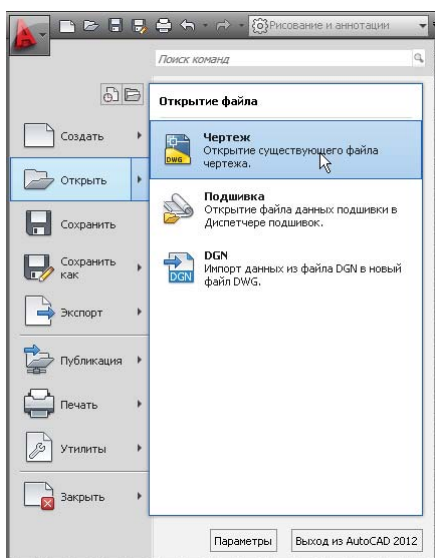 Рисование и аннотации
Поиск команд
Открытие файла
Создать
Открыть
Сохранить
Сохранить
как
Экспорт
Публикация
Печать
Утилиты
Закрыть
Чертеж
Открытие существующего файла
чертежа.
DWG
Подшивка
Открытие файла данных подшивки в
Диспетчере подшивок.
DGN
Импорт данных из файла DGN в новый
файл DWG.
DGN
Параметры
Выход из AutoCAD 2012